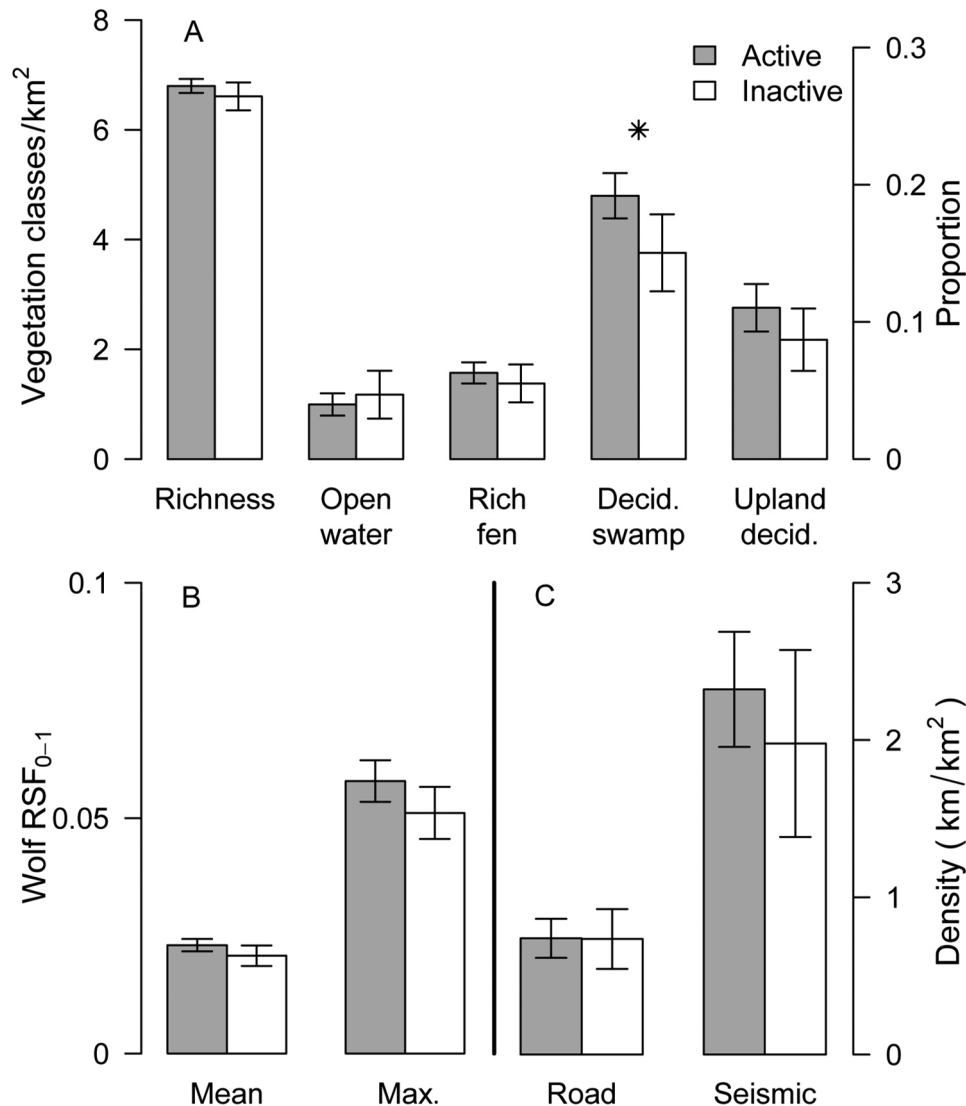 A
Active
Inactive
*
Vegetation classes/km²
8
6
4
2
0
Proportion
0.3
0.2
0.1
0
Richness
Open water
Rich fen
Decid. swamp
Upland decid.
B
Wolf RSF₀₋₁
0.1
0.05
0
Mean
Max.
C
Density ( km/km² )
3
2
1
0
Road
Seismic